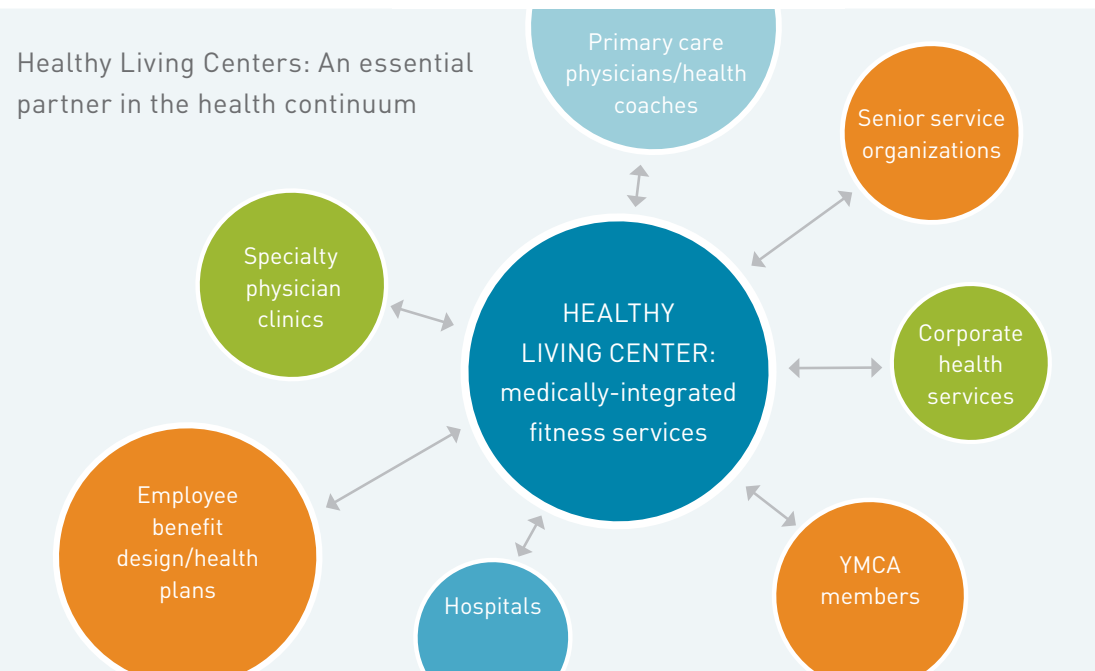 Healthy Living Centers: An essential
partner in the health continuum
Primary care
physicians/health
coaches
Senior service
organizations
Specialty
physician
clinics
HEALTHY
LIVING CENTER:
medically-integrated
fitness services
Corporate
health
services
Employee
benefit
design/health
plans
Hospitals
YMCA
members